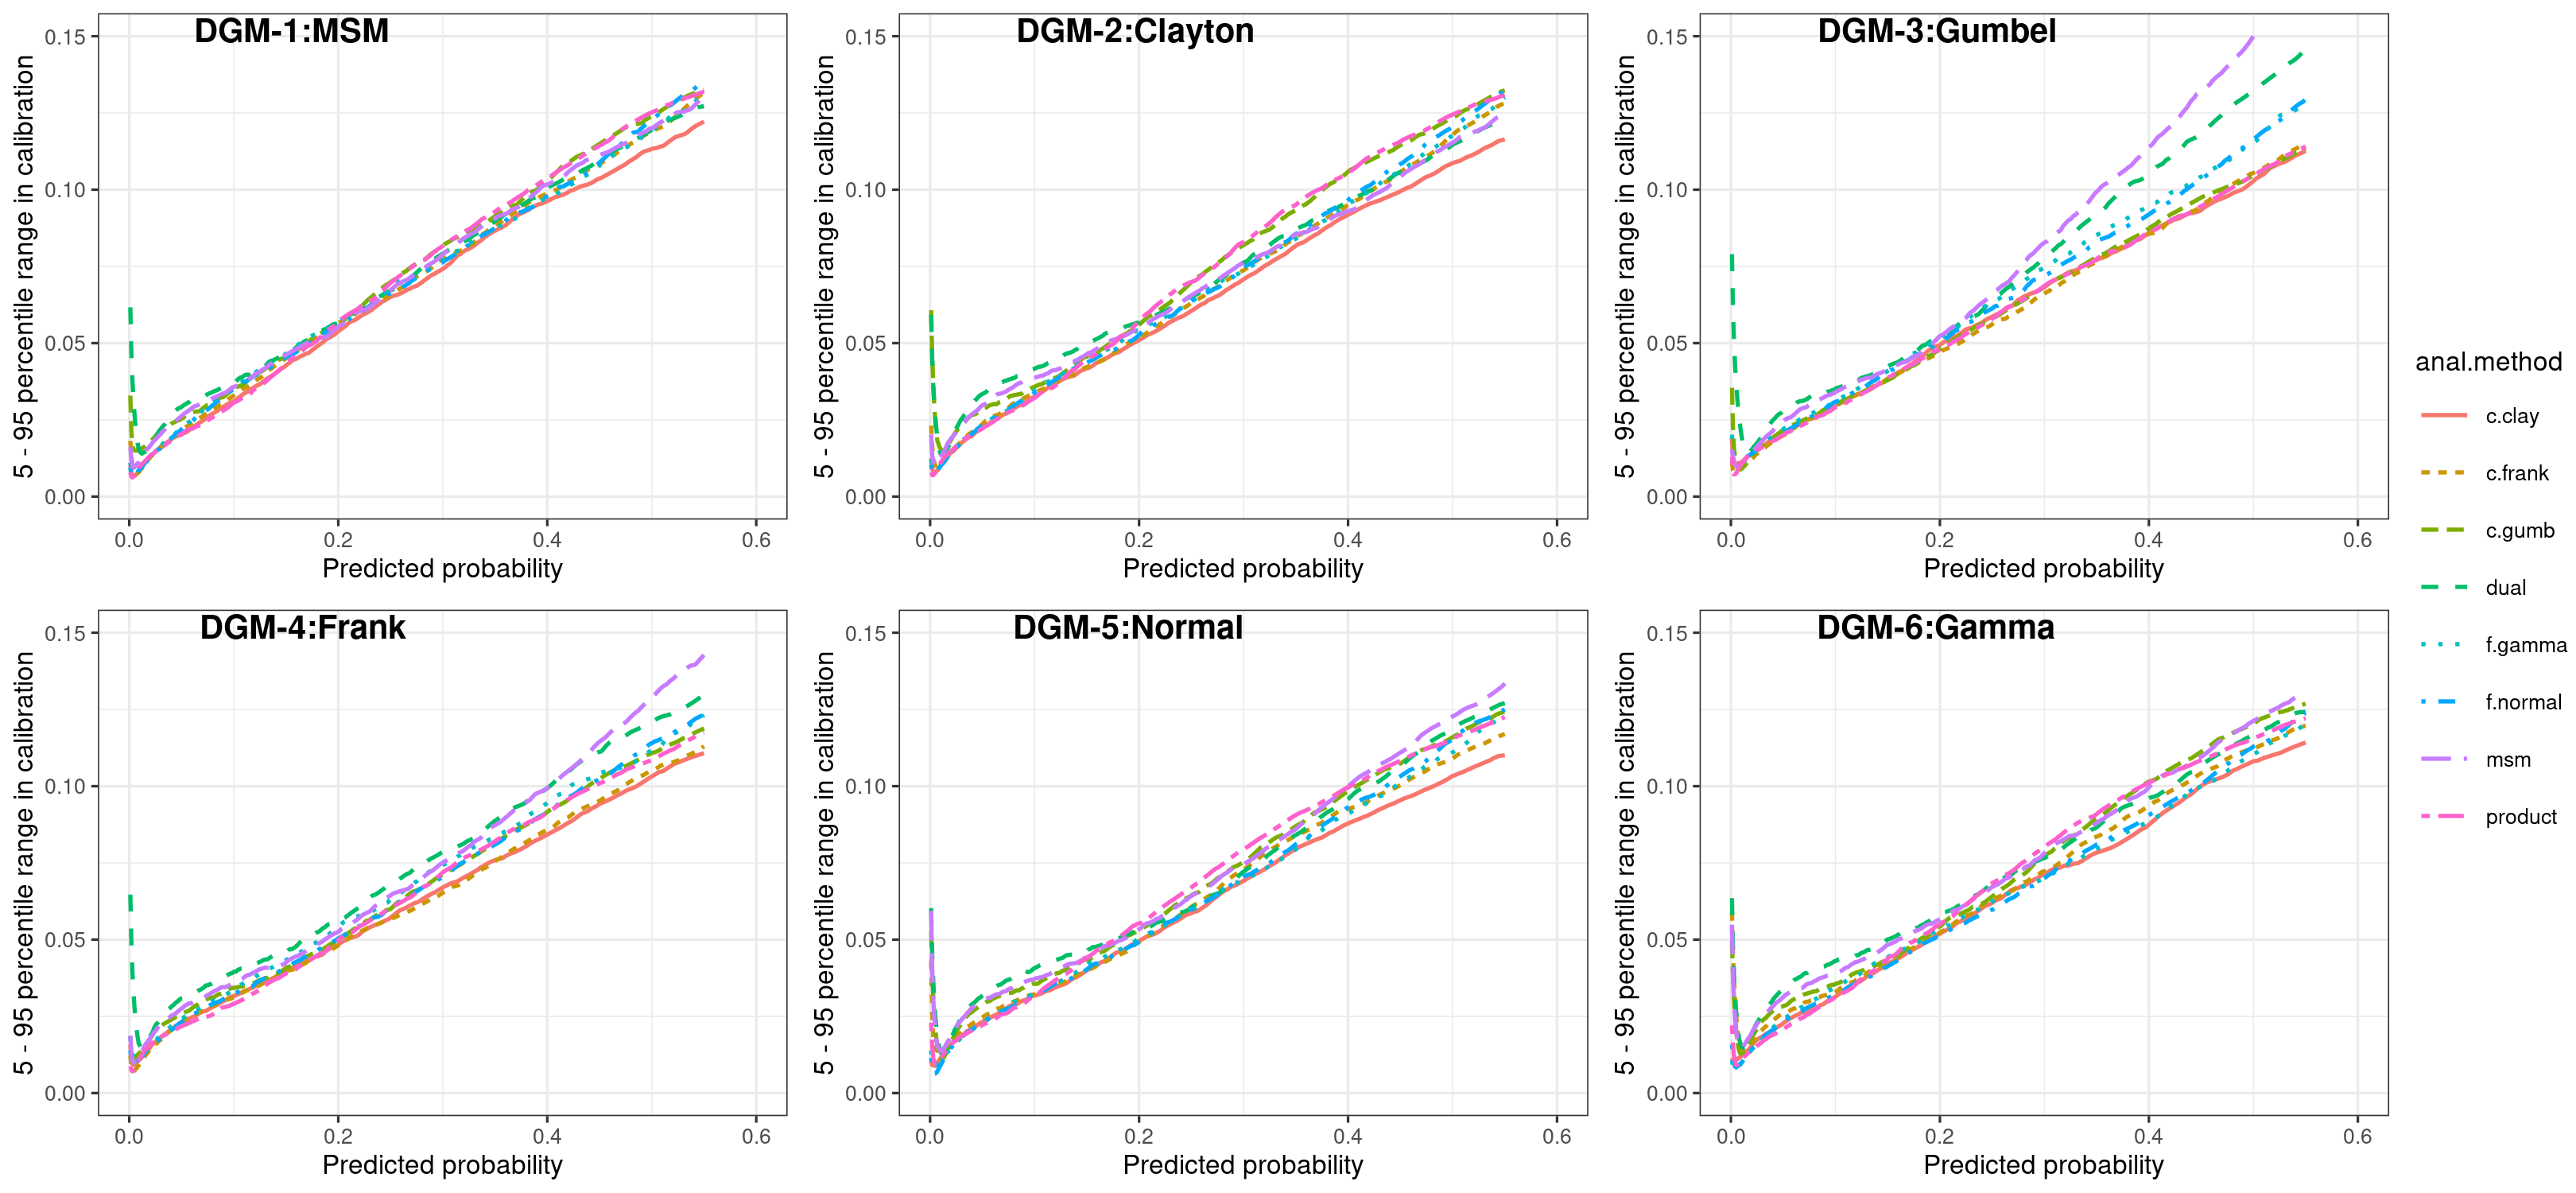 DGM-1:MSM
5 - 95 percentile range in calibration
0.15
0.10
0.05
0.00
0.0 0.2 0.4 0.6
Predicted probability
DGM-2:Clayton
5 - 95 percentile range in calibration
0.15
0.10
0.05
0.00
0.0 0.2 0.4 0.6
Predicted probability
DGM-3:Gumbel
5 - 95 percentile range in calibration
0.15
0.10
0.05
0.00
0.0 0.2 0.4 0.6
Predicted probability
DGM-4:Frank
5 - 95 percentile range in calibration
0.15
0.10
0.05
0.00
0.0 0.2 0.4 0.6
Predicted probability
DGM-5:Normal
5 - 95 percentile range in calibration
0.15
0.10
0.05
0.00
0.0 0.2 0.4 0.6
Predicted probability
DGM-6:Gamma
5 - 95 percentile range in calibration
0.15
0.10
0.05
0.00
0.0 0.2 0.4 0.6
Predicted probability
anal.method
c.clay
c.frank
c.gumb
dual
f.gamma
f.normal
msm
product